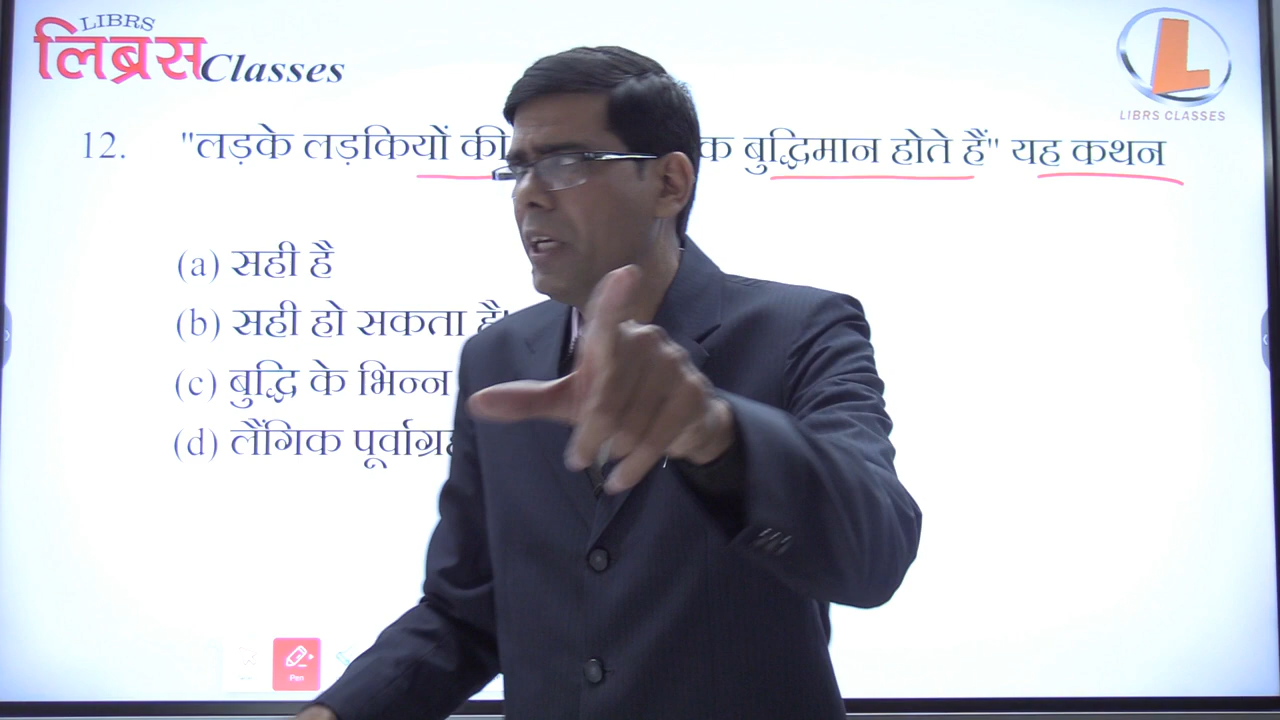 LIBRS
लिब्रस Classes
L
LIBRS CLASSES
12. "लड़के लड़कियों की बुद्धिमान होते हैं" यह कथन
(a) सही है
(b) सही हो सकता है
(c) बुद्धि के भिन्न
(d) लैंगिक
Pen